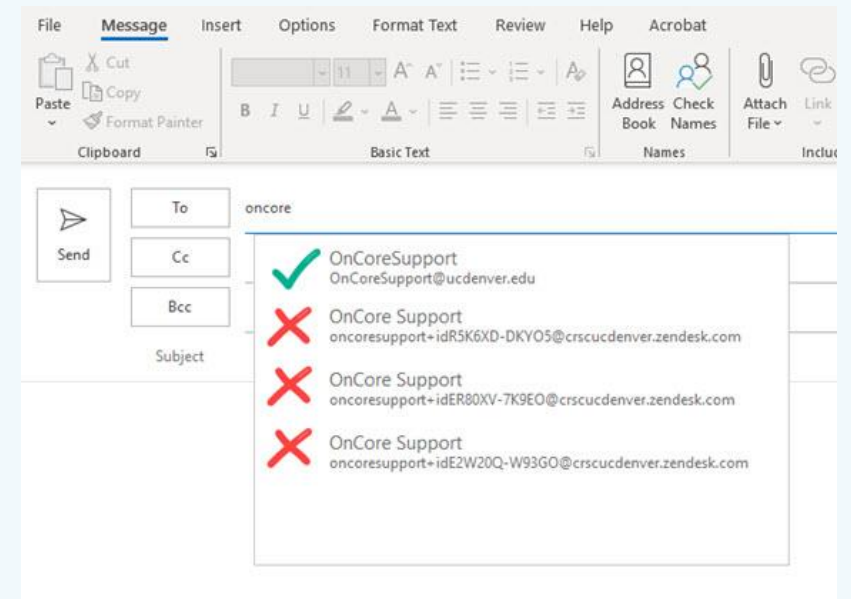 File Message Insert Options Format Text Review Help Acrobat
Cut
Copy
Format Painter
Paste
Clipboard
11
B I U A
Basic Text
Address Book
Check Names
Names
Attach File
Link
To oncore
Send
Cc
Bcc
Subject
OnCoreSupport
OnCoreSupport@ucdenver.edu
OnCore Support
oncoresupport+idR5K6XD-DKYO5@crscucdenver.zendesk.com
OnCore Support
oncoresupport+idER80XV-7K9EO@crscucdenver.zendesk.com
OnCore Support
oncoresupport+idE2W20Q-W93GO@crscucdenver.zendesk.com